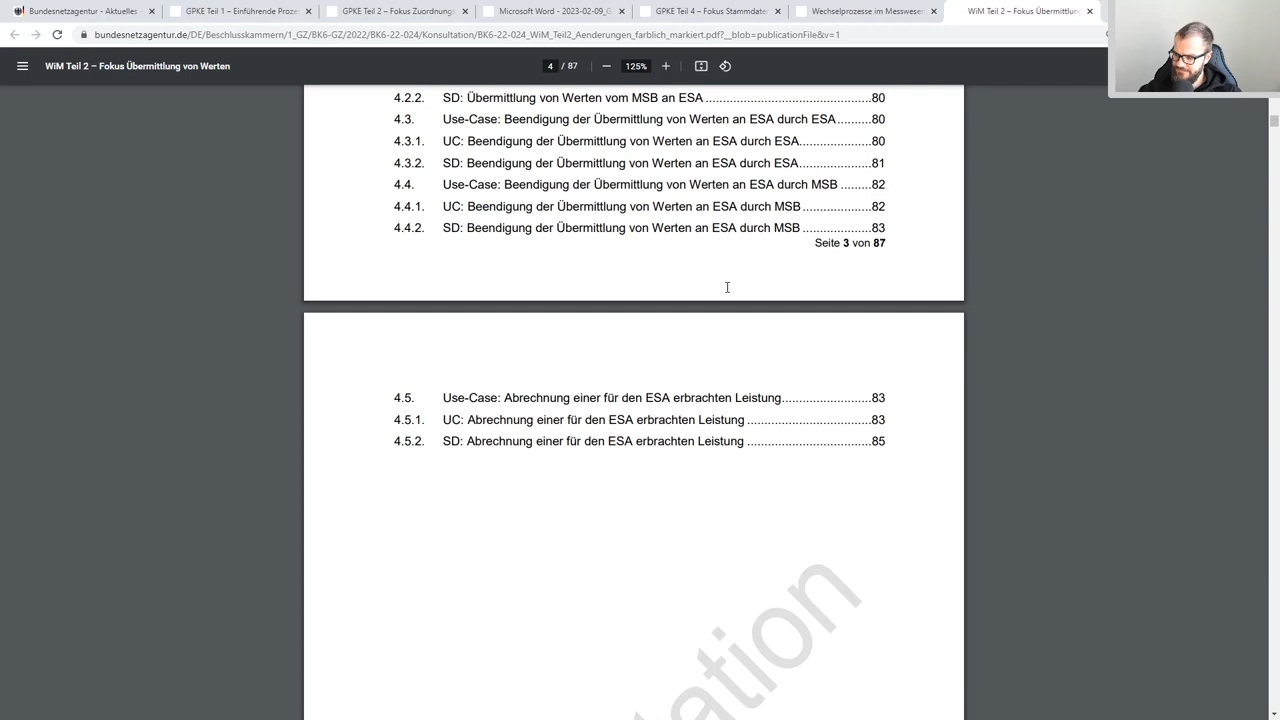 Bundesnetzagentur - Aktuelles
GPKE Teil 1 – Einführende Proze
GPKE Teil 2 – Fokus Zuordnungs
Microsoft Word - 2023-02-09_G
GPKE Teil 4 – Fokus Stammdate
Wechselprozesse im Messwese
WiM Teil 2 – Fokus Übermittlun
bundesnetzagentur.de/DE/Beschlusskammern/1_GZ/BK6-GZ/2022/BK6-22-024/Konsultation/BK6-22-024_WiM_Teil2_Aenderungen_farblich_markiert.pdf?__blob=publicationFile&v=1
WiM Teil 2 – Fokus Übermittlung von Werten
4 / 87
125%
4.2.2. SD: Übermittlung von Werten vom MSB an ESA ................................................80
4.3. Use-Case: Beendigung der Übermittlung von Werten an ESA durch ESA..........80
4.3.1. UC: Beendigung der Übermittlung von Werten an ESA durch ESA.....................80
4.3.2. SD: Beendigung der Übermittlung von Werten an ESA durch ESA.....................81
4.4. Use-Case: Beendigung der Übermittlung von Werten an ESA durch MSB .........82
4.4.1. UC: Beendigung der Übermittlung von Werten an ESA durch MSB ....................82
4.4.2. SD: Beendigung der Übermittlung von Werten an ESA durch MSB ....................83
Seite 3 von 87
4.5. Use-Case: Abrechnung einer für den ESA erbrachten Leistung..........................83
4.5.1. UC: Abrechnung einer für den ESA erbrachten Leistung ....................................83
4.5.2. SD: Abrechnung einer für den ESA erbrachten Leistung ....................................85
tation